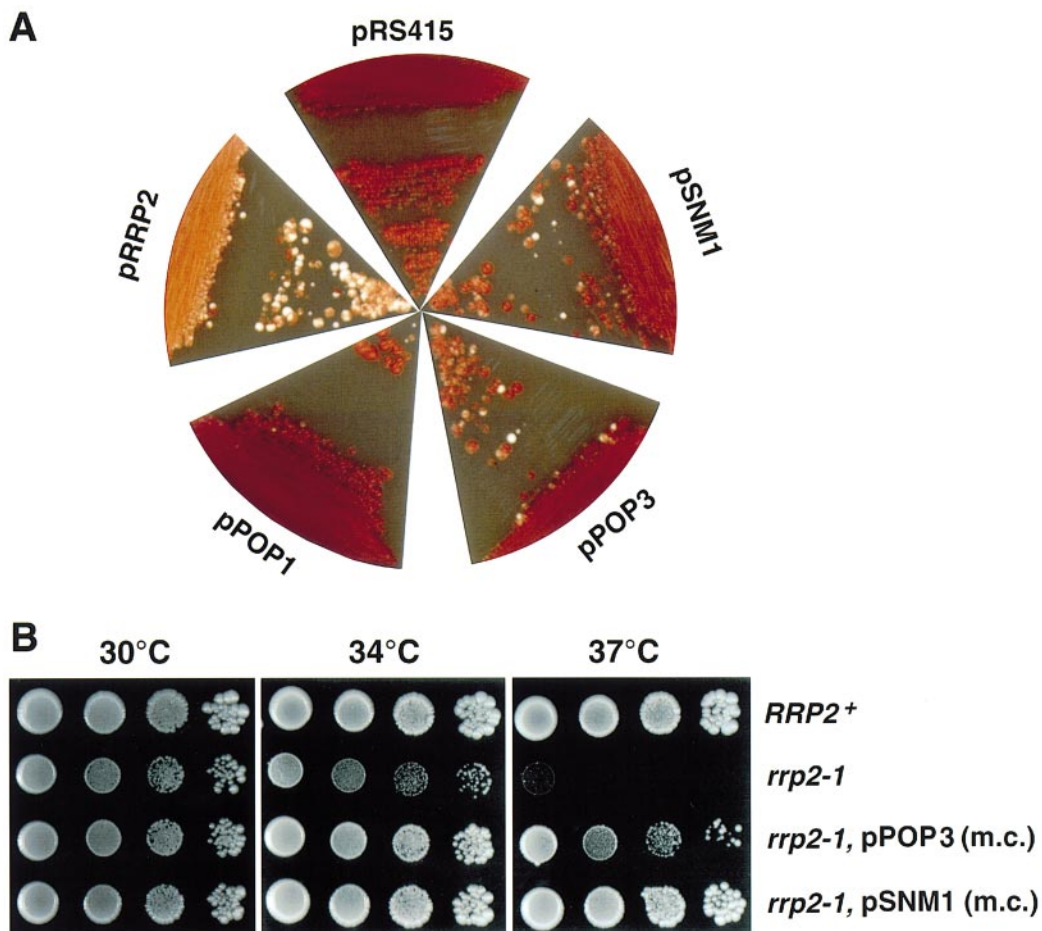 A
pRS415
pRRP2
pSNM1
pPOP1
pPOP3
B
30°C 34°C 37°C
RRP2⁺
rrp2-1
rrp2-1, pPOP3 (m.c.)
rrp2-1, pSNM1 (m.c.)